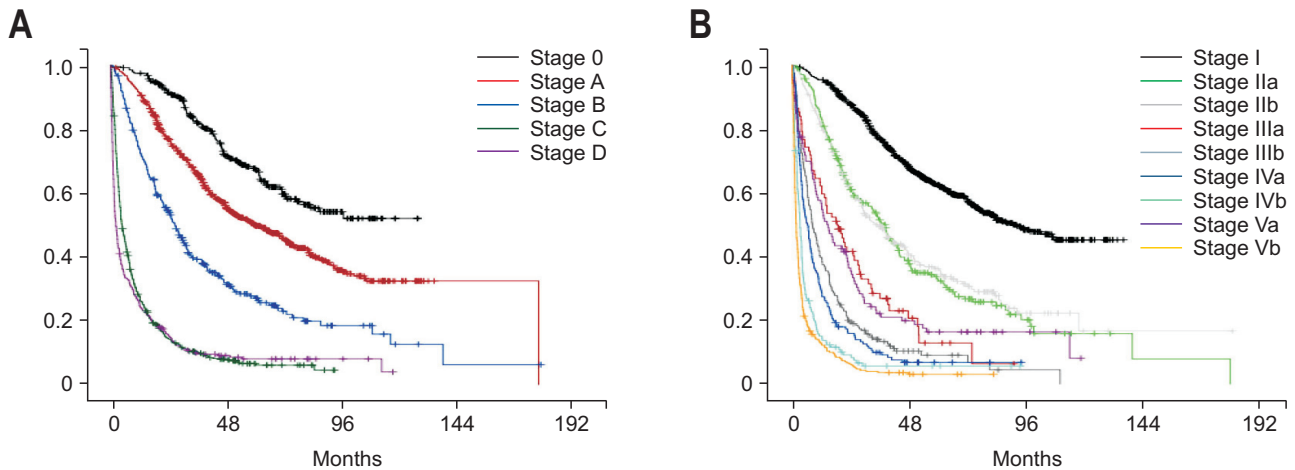 A
1.0
0.8
0.6
0.4
0.2
0
0
48
96
144
192
Months
Stage 0
Stage A
Stage B
Stage C
Stage D
B
1.0
0.8
0.6
0.4
0.2
0
0
48
96
144
192
Months
Stage I
Stage IIa
Stage IIb
Stage IIIa
Stage IIIb
Stage IVa
Stage IVb
Stage Va
Stage Vb